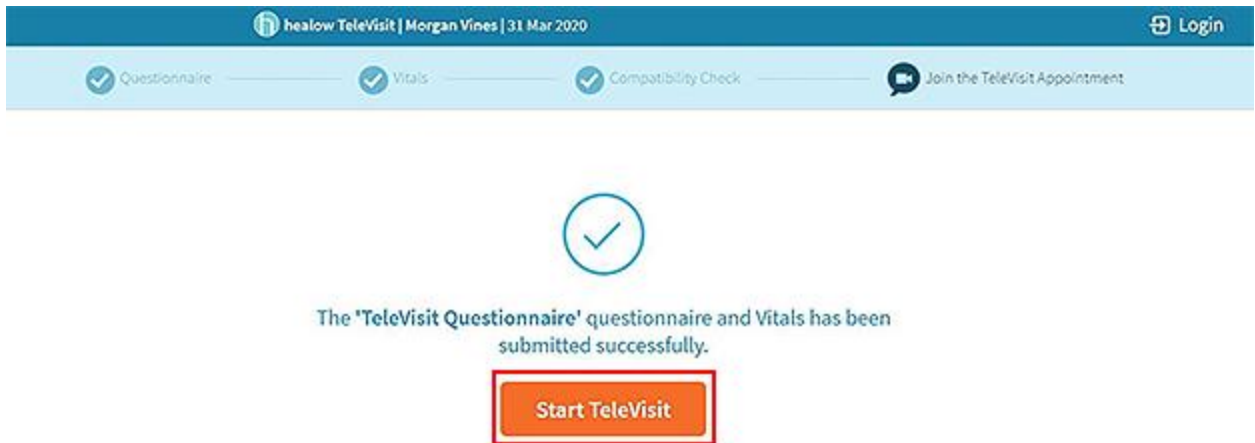 healow TeleVisit | Morgan Vines | 31 Mar 2020
Login
Questionnaire
Vitals
Compatibility Check
Join the TeleVisit Appointment
The 'TeleVisit Questionnaire' questionnaire and Vitals has been
submitted successfully.
Start TeleVisit